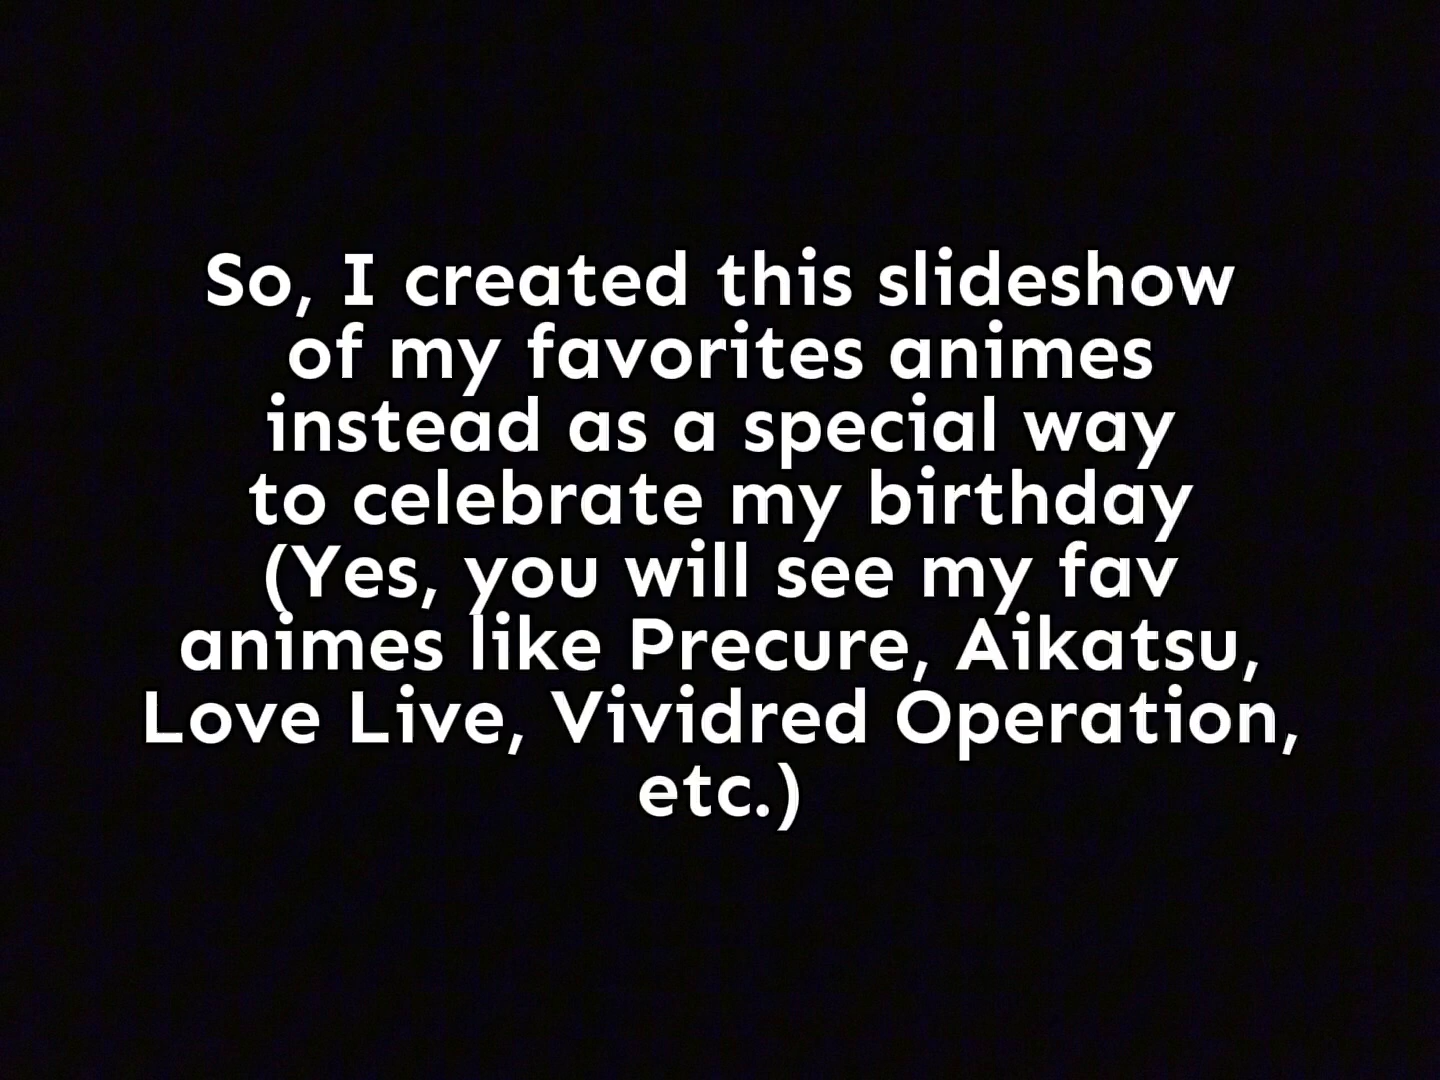 So, I created this slideshow
of my favorites animes
instead as a special way
to celebrate my birthday
(Yes, you will see my fav
animes like Precure, Aikatsu,
Love Live, Vividred Operation,
etc.)